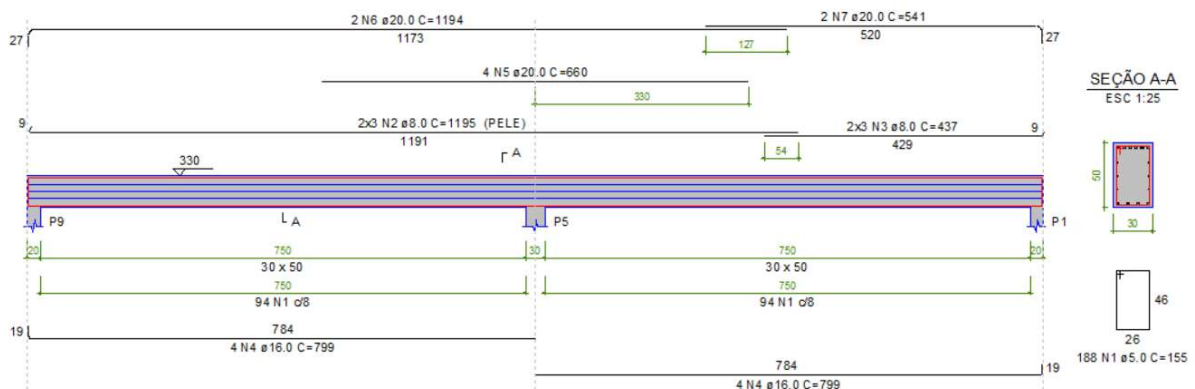 2 N6 ø20.0 C=1194
2 N7 ø20.0 C=541
27
1173
520
27
127
4 N5 ø20.0 C=660
330
SEÇÃO A-A
ESC 1:25
9
2x3 N2 ø8.0 C=1195 (PELE)
2x3 N3 ø8.0 C=437
9
1191
54
429
A
330
50
P9
A
P5
P1
30
20
750
30
750
20
30 x 50
30 x 50
750
750
94 N1 c/8
94 N1 c/8
46
26
188 N1 ø5.0 C=155
19
784
4 N4 ø16.0 C=799
784
19
4 N4 ø16.0 C=799